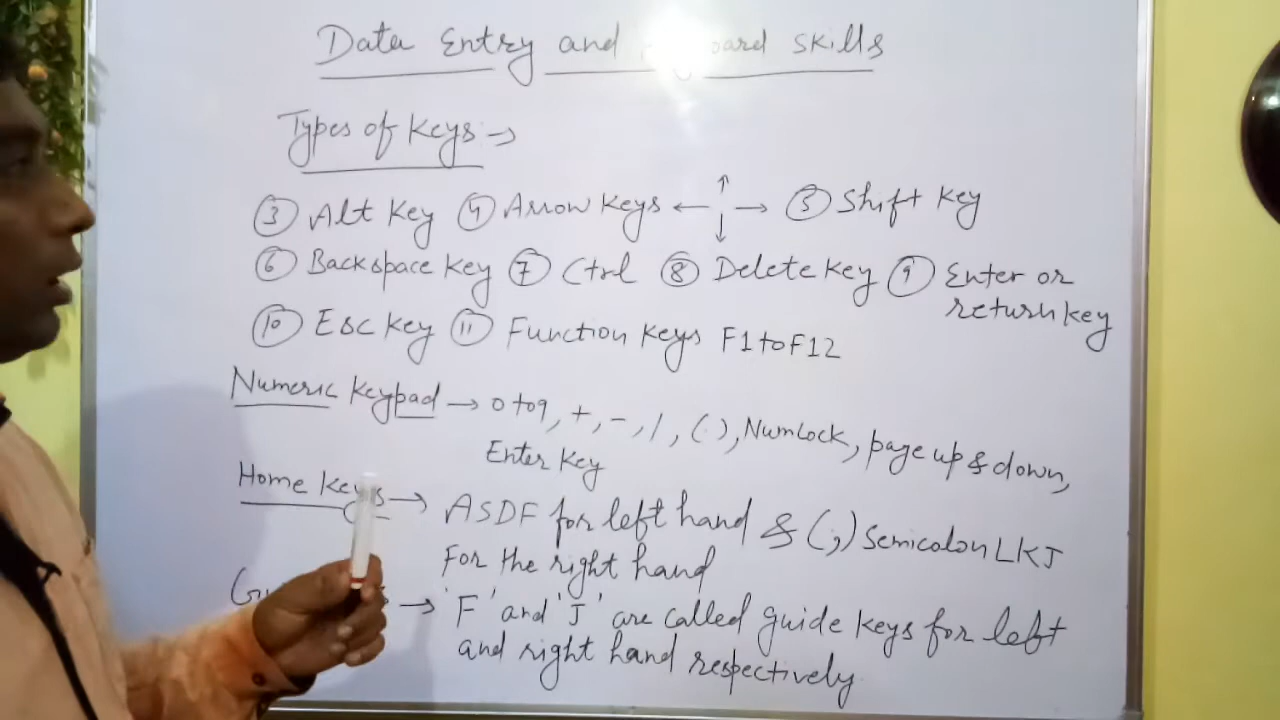 Data Entry and skills
Types of Keys →
③ Alt Key ④ Arrow Keys ← ↑ ↓ → ⑤ Shift Key
⑥ Backspace Key ⑦ Ctrl ⑧ Delete Key ⑨ Enter or
return key
⑩ Esc Key ⑪ Function Keys F1 to F12
Numeric Keypad → 0 to 9, +, -, /, (.), Num Lock, page up & down,
Enter Key
Home Keys → ASDF for left hand & (;) Semicolon LKJ
For the right hand
→ 'F' and 'J' are called guide keys for left
and right hand respectively